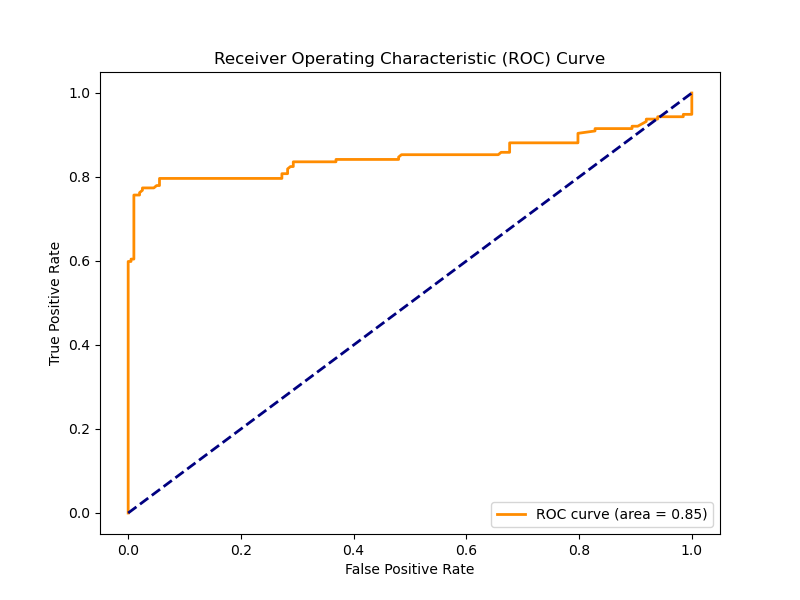 Receiver Operating Characteristic (ROC) Curve
1.0
0.8
0.6
0.4
0.2
0.0
True Positive Rate
ROC curve (area = 0.85)
0.0 0.2 0.4 0.6 0.8 1.0
False Positive Rate